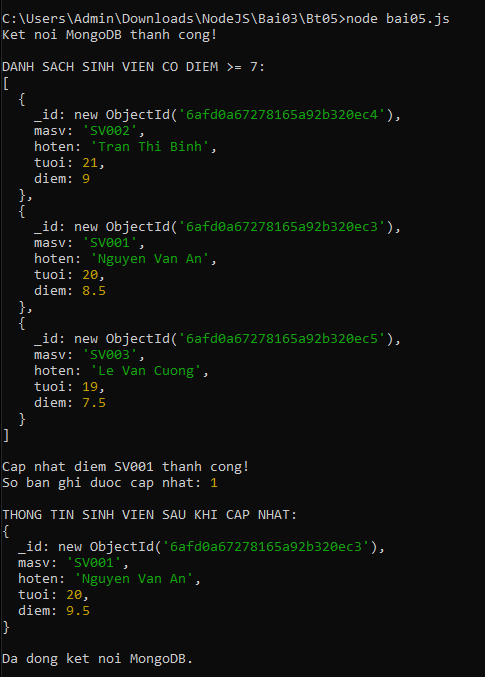 C:\Users\Admin\Downloads\NodeJS\Bai03\Bt05>node bai05.js
Ket noi MongoDB thanh cong!
DANH SACH SINH VIEN CO DIEM >= 7:
[
  {
    _id: new ObjectId('6afd0a67278165a92b320ec4'),
    masv: 'SV002',
    hoten: 'Tran Thi Binh',
    tuoi: 21,
    diem: 9
  },
  {
    _id: new ObjectId('6afd0a67278165a92b320ec3'),
    masv: 'SV001',
    hoten: 'Nguyen Van An',
    tuoi: 20,
    diem: 8.5
  },
  {
    _id: new ObjectId('6afd0a67278165a92b320ec5'),
    masv: 'SV003',
    hoten: 'Le Van Cuong',
    tuoi: 19,
    diem: 7.5
  }
]
Cap nhat diem SV001 thanh cong!
So ban ghi duoc cap nhat: 1
THONG TIN SINH VIEN SAU KHI CAP NHAT:
{
  _id: new ObjectId('6afd0a67278165a92b320ec3'),
  masv: 'SV001',
  hoten: 'Nguyen Van An',
  tuoi: 20,
  diem: 9.5
}
Da dong ket noi MongoDB.